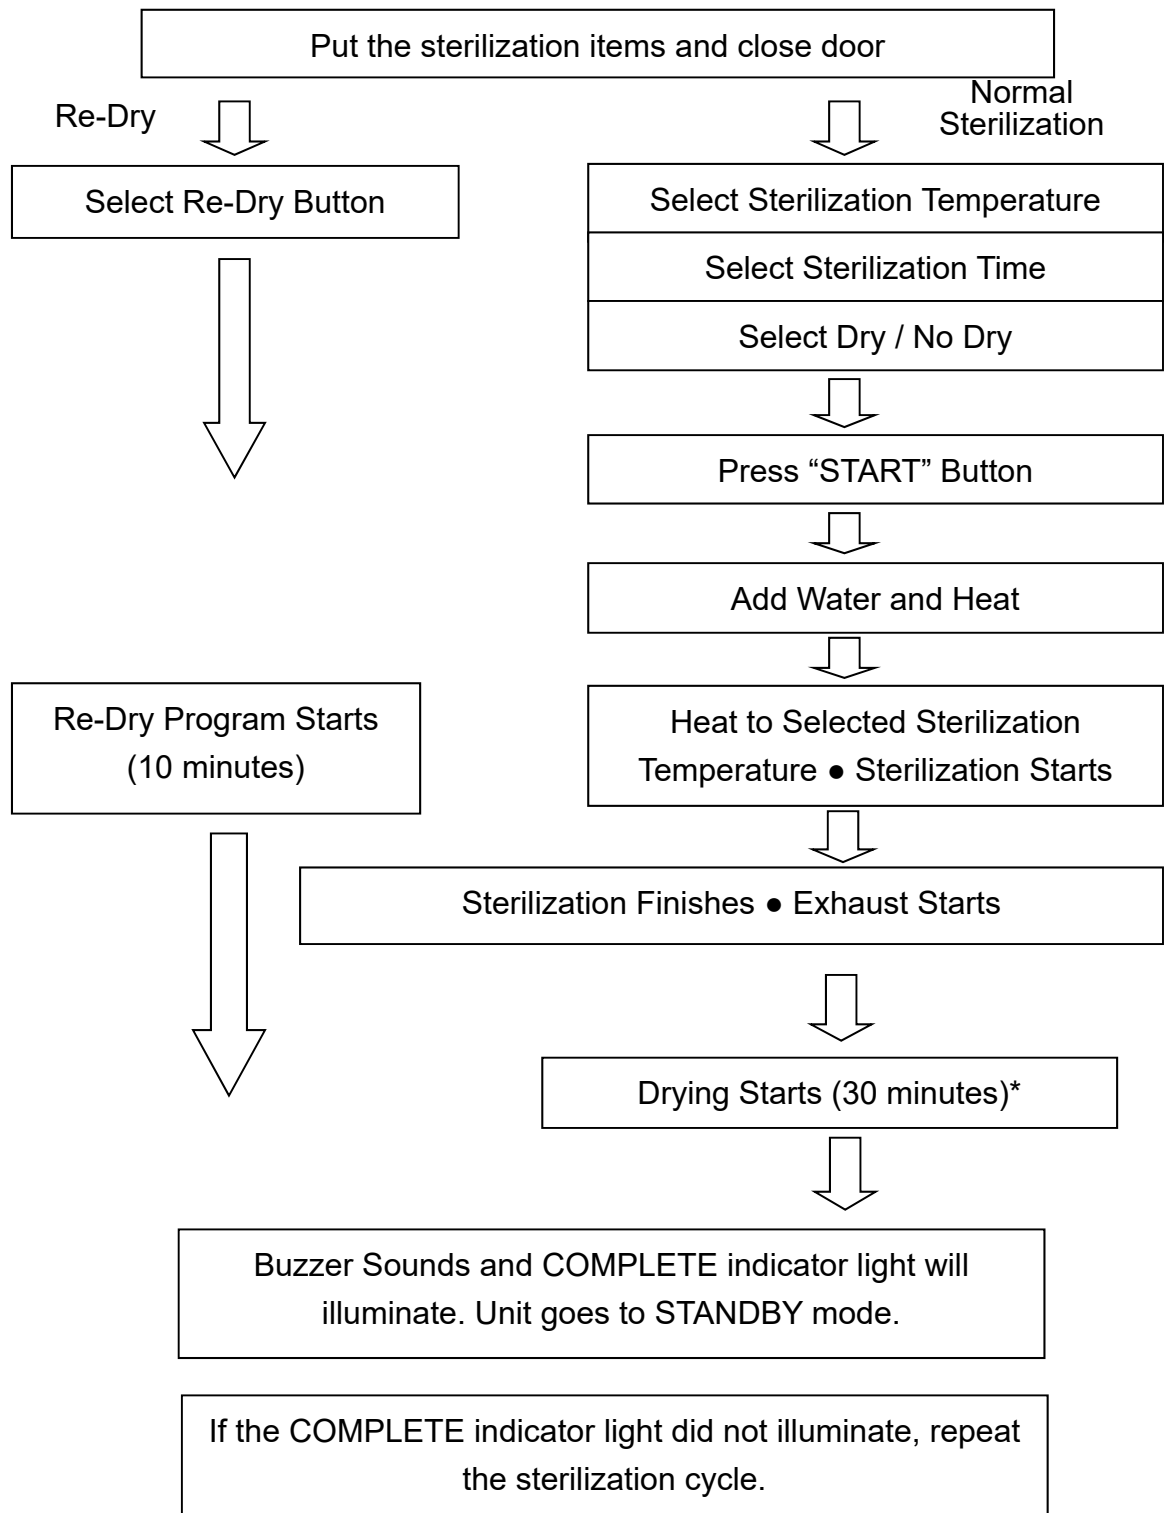 Put the sterilization items and close door
Re-Dry
Normal
Sterilization
Select Re-Dry Button
Select Sterilization Temperature
Select Sterilization Time
Select Dry / No Dry
Press “START” Button
Add Water and Heat
Re-Dry Program Starts
(10 minutes)
Heat to Selected Sterilization
Temperature ● Sterilization Starts
Sterilization Finishes ● Exhaust Starts
Drying Starts (30 minutes)*
Buzzer Sounds and COMPLETE indicator light will
illuminate. Unit goes to STANDBY mode.
If the COMPLETE indicator light did not illuminate, repeat
the sterilization cycle.